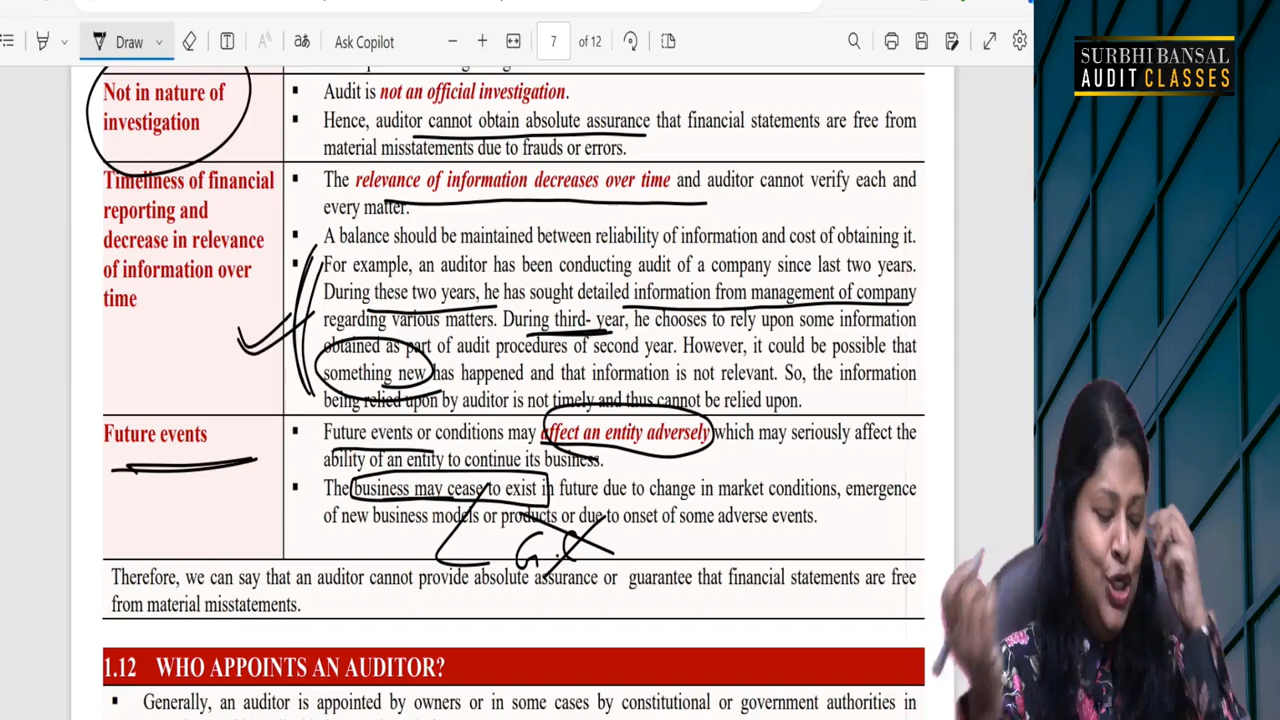 Draw
Ask Copilot
7
of 12
SURBHI BANSAL
AUDIT CLASSES
Not in nature of
investigation
▪ Audit is not an official investigation.
▪ Hence, auditor cannot obtain absolute assurance that financial statements are free from
material misstatements due to frauds or errors.
Timeliness of financial
reporting and
decrease in relevance
of information over
time
▪ The relevance of information decreases over time and auditor cannot verify each and
every matter.
▪ A balance should be maintained between reliability of information and cost of obtaining it.
▪ For example, an auditor has been conducting audit of a company since last two years.
During these two years, he has sought detailed information from management of company
regarding various matters. During third- year, he chooses to rely upon some information
obtained as part of audit procedures of second year. However, it could be possible that
something new has happened and that information is not relevant. So, the information
being relied upon by auditor is not timely and thus cannot be relied upon.
Future events
▪ Future events or conditions may affect an entity adversely which may seriously affect the
ability of an entity to continue its business.
▪ The business may cease to exist in future due to change in market conditions, emergence
of new business models or products or due to onset of some adverse events.
G.C
Therefore, we can say that an auditor cannot provide absolute assurance or guarantee that financial statements are free
from material misstatements.
1.12 WHO APPOINTS AN AUDITOR?
▪ Generally, an auditor is appointed by owners or in some cases by constitutional or government authorities in